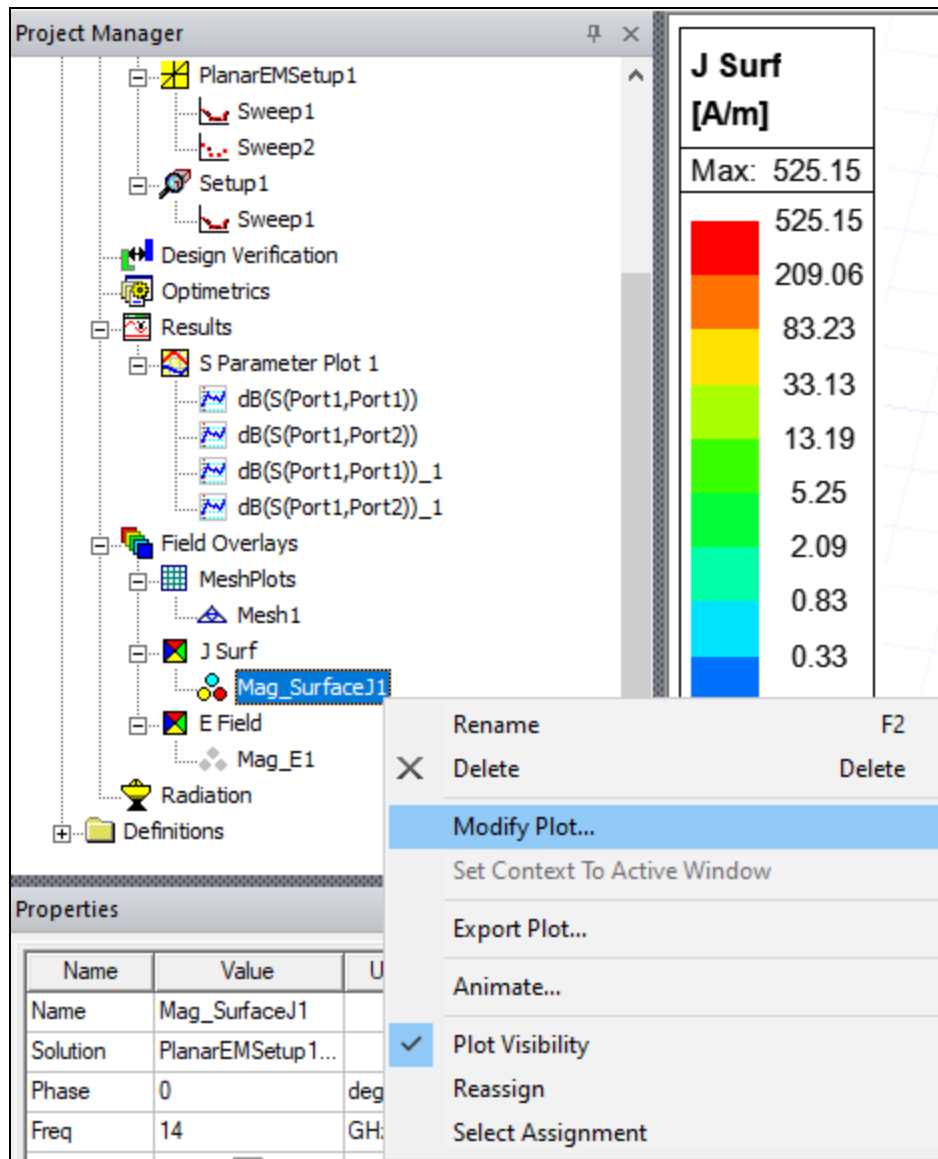 Project Manager
PlanarEMSetup1
Sweep1
Sweep2
Setup1
Sweep1
Design Verification
Optimetrics
Results
S Parameter Plot 1
dB(S(Port1,Port1))
dB(S(Port1,Port2))
dB(S(Port1,Port1))_1
dB(S(Port1,Port2))_1
Field Overlays
MeshPlots
Mesh1
J Surf
Mag_SurfaceJ1
E Field
Mag_E1
Radiation
Definitions
J Surf
[A/m]
Max: 525.15
525.15
209.06
83.23
33.13
13.19
5.25
2.09
0.83
0.33
Rename F2
Delete Delete
Modify Plot...
Set Context To Active Window
Export Plot...
Animate...
Plot Visibility
Reassign
Select Assignment
Properties
Name Value U
Name Mag_SurfaceJ1
Solution PlanarEMSetup1...
Phase 0 deg
Freq 14 GH